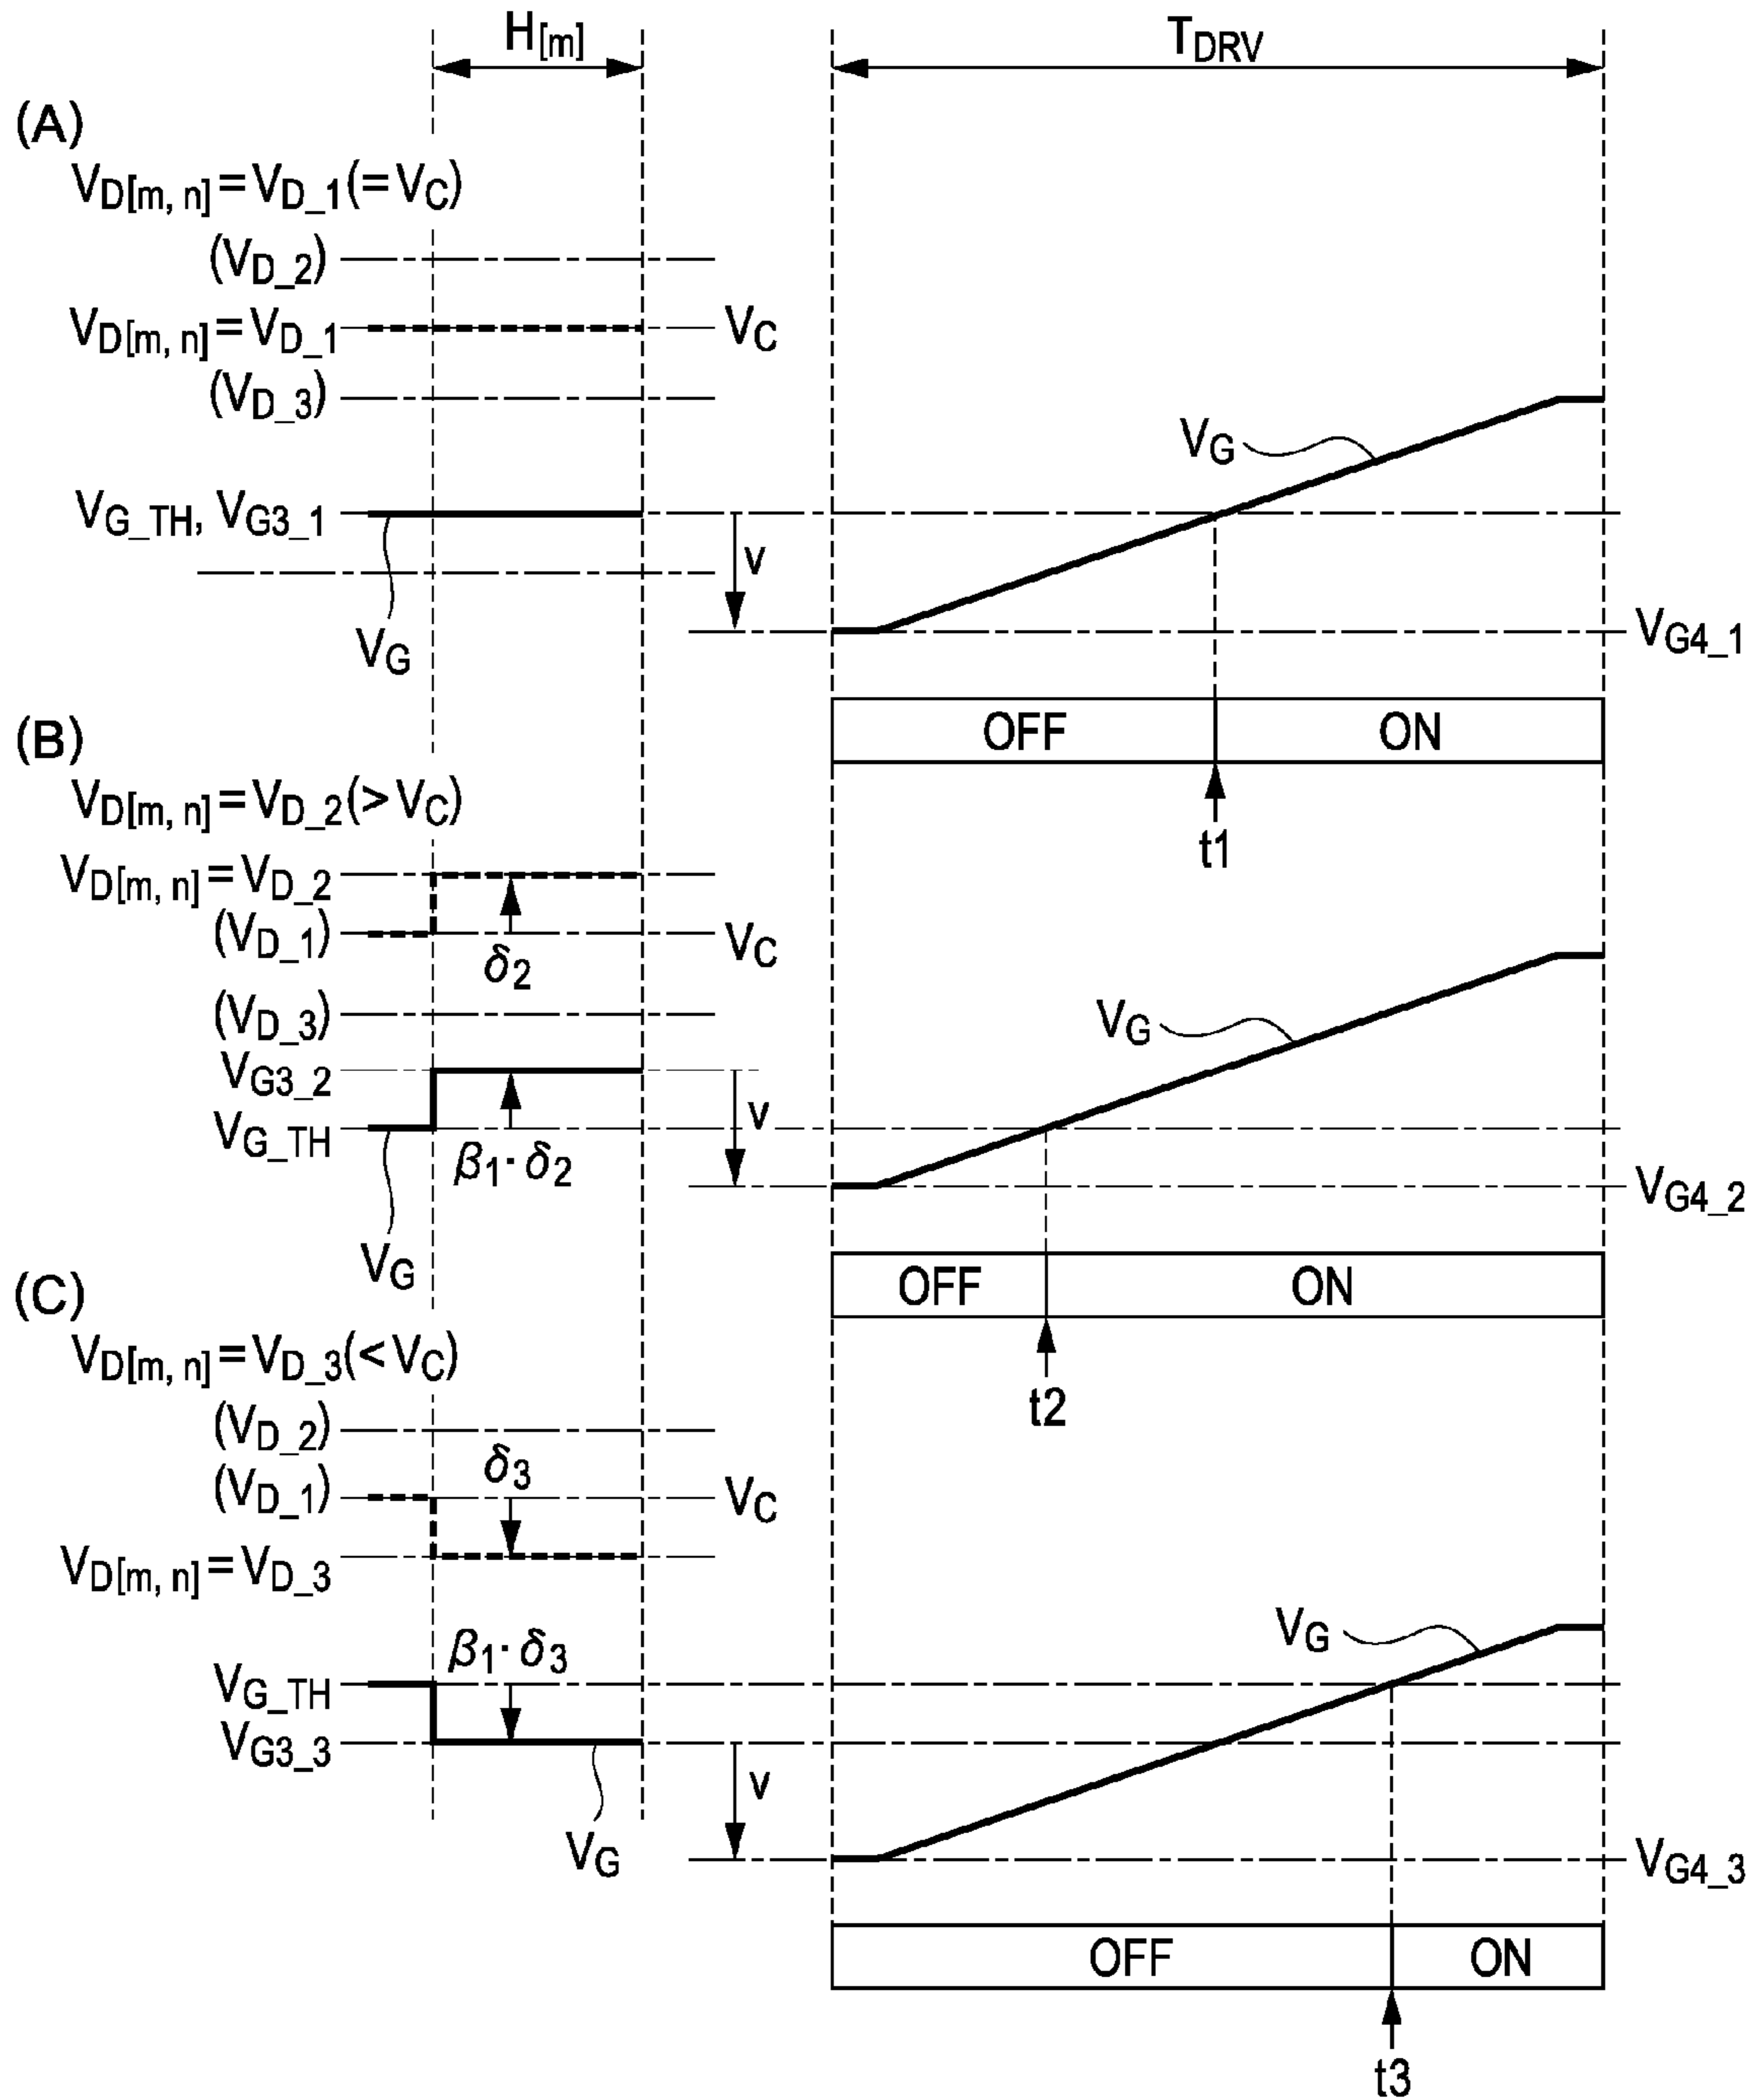 H[m]
TDRV
(A)
VD[m, n]=VD_1(=VC)
(VD_2)
VD[m, n]=VD_1
VC
(VD_3)
VG
VG_TH, VG3_1
v
VG
VG4_1
OFF
ON
t1
(B)
VD[m, n]=VD_2(>VC)
VD[m, n]=VD_2
(VD_1)
δ2
VC
(VD_3)
VG
VG3_2
v
VG_TH
β1·δ2
VG4_2
VG
OFF
ON
t2
(C)
VD[m, n]=VD_3(<VC)
(VD_2)
δ3
(VD_1)
VC
VD[m, n]=VD_3
β1·δ3
VG
VG_TH
VG3_3
v
VG
VG4_3
OFF
ON
t3